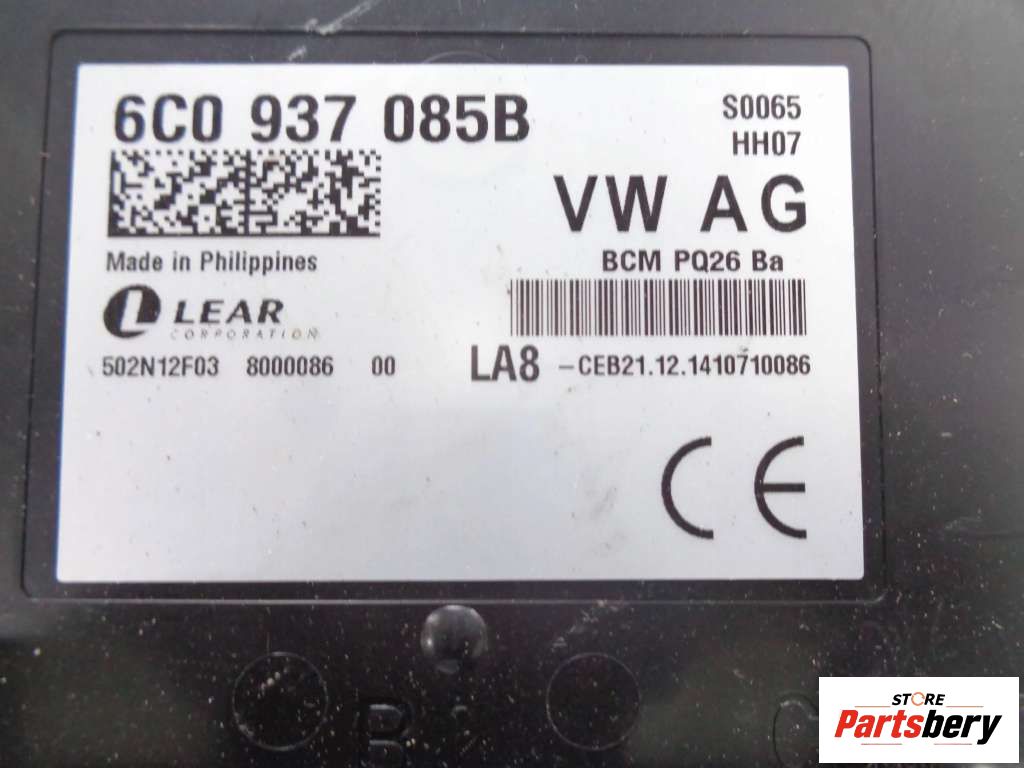 6C0 937 085B
S0065
HH07
VW AG
Made in Philippines
BCM PQ26 Ba
LEAR
CORPORATION
502N12F03 8000086 00
LA8 -CEB21.12.1410710086
CE
B
STORE
Partsbery